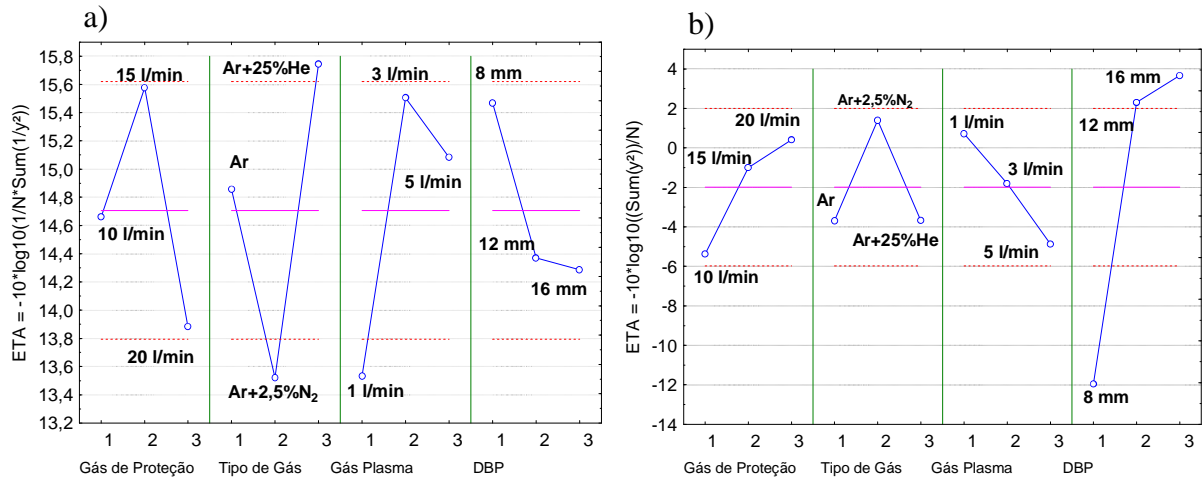 a)
ETA = -10*log10(1/N*Sum(1/y²))
15,8
15,6
15,4
15,2
15,0
14,8
14,6
14,4
14,2
14,0
13,8
13,6
13,4
13,2
15 l/min
10 l/min
20 l/min
Ar+25%He
Ar
Ar+2,5%N₂
3 l/min
5 l/min
1 l/min
8 mm
12 mm
16 mm
1 2 3 1 2 3 1 2 3 1 2 3
Gás de Proteção Tipo de Gás Gás Plasma DBP
b)
ETA = -10*log10((Sum(y²))/N)
4
2
0
-2
-4
-6
-8
-10
-12
-14
20 l/min
15 l/min
10 l/min
Ar+2,5%N₂
Ar
Ar+25%He
1 l/min
3 l/min
5 l/min
16 mm
12 mm
8 mm
1 2 3 1 2 3 1 2 3 1 2 3
Gás de Proteção Tipo de Gás Gás Plasma DBP